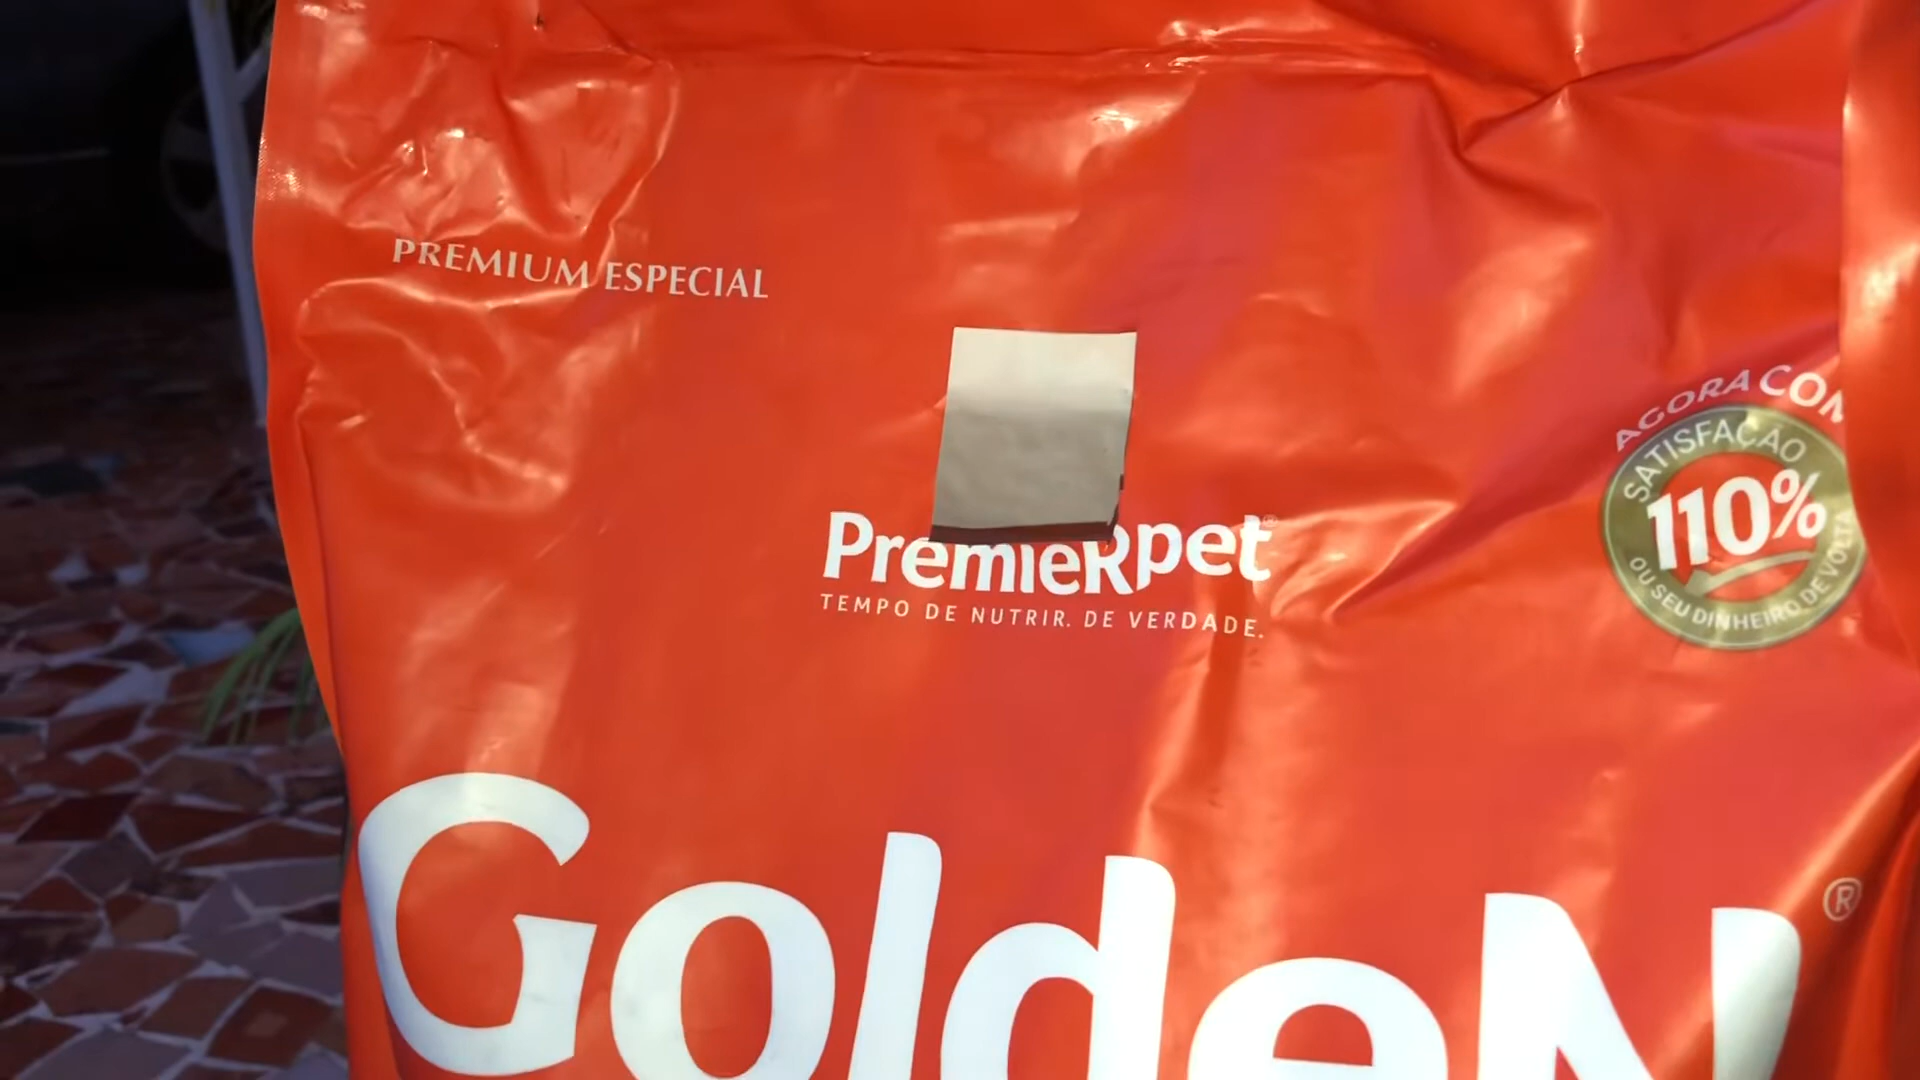 PREMIUM ESPECIAL
AGORA COM
SATISFAÇÃO
110%
OU SEU DINHEIRO DE VOLTA
PremieRpet®
TEMPO DE NUTRIR. DE VERDADE.
GoldeN®